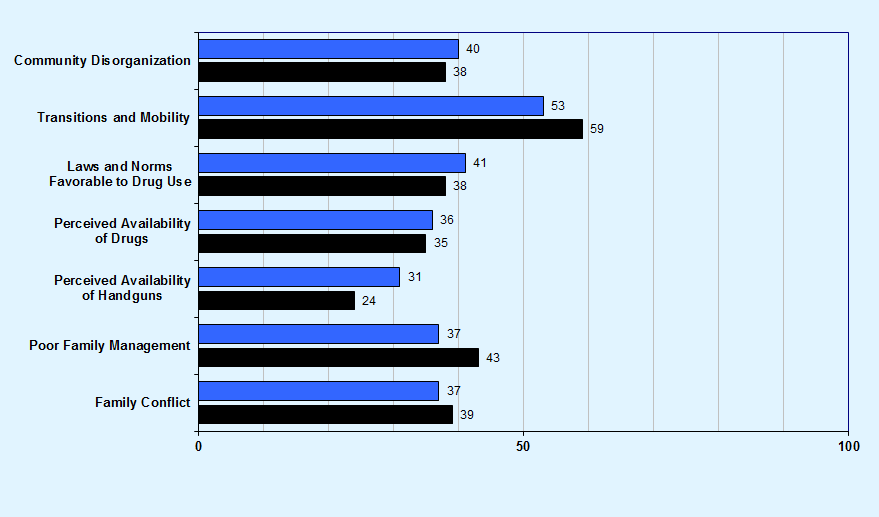 Community Disorganization
40
38
Transitions and Mobility
53
59
Laws and Norms
Favorable to Drug Use
41
38
Perceived Availability
of Drugs
36
35
Perceived Availability
of Handguns
31
24
Poor Family Management
37
43
Family Conflict
37
39
0 50 100